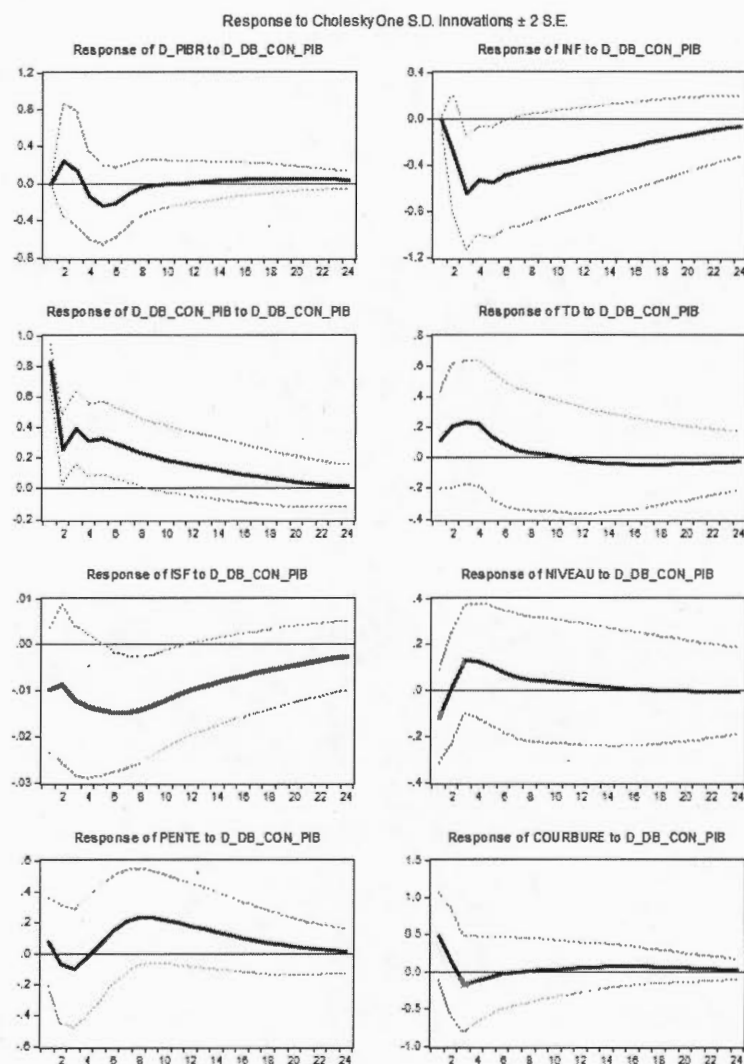 Response to Cholesky One S.D. Innovations ± 2 S.E.
Response of D_PIBR to D_DB_CON_PIB
1.2
0.8
0.4
0.0
-0.4
-0.8
2 4 6 8 10 12 14 16 18 20 22 24
Response of INF to D_DB_CON_PIB
0.4
0.0
-0.4
-0.8
-1.2
2 4 6 8 10 12 14 16 18 20 22 24
Response of D_DB_CON_PIB to D_DB_CON_PIB
1.0
0.8
0.6
0.4
0.2
0.0
-0.2
2 4 6 8 10 12 14 16 18 20 22 24
Response of TD to D_DB_CON_PIB
.8
.6
.4
.2
.0
-.2
-.4
2 4 6 8 10 12 14 16 18 20 22 24
Response of ISF to D_DB_CON_PIB
.01
.00
-.01
-.02
-.03
2 4 6 8 10 12 14 16 18 20 22 24
Response of NIVEAU to D_DB_CON_PIB
.4
.2
.0
-.2
-.4
2 4 6 8 10 12 14 16 18 20 22 24
Response of PENTE to D_DB_CON_PIB
.6
.4
.2
.0
-.2
-.4
-.6
2 4 6 8 10 12 14 16 18 20 22 24
Response of COURBURE to D_DB_CON_PIB
1.5
1.0
0.5
0.0
-0.5
-1.0
2 4 6 8 10 12 14 16 18 20 22 24